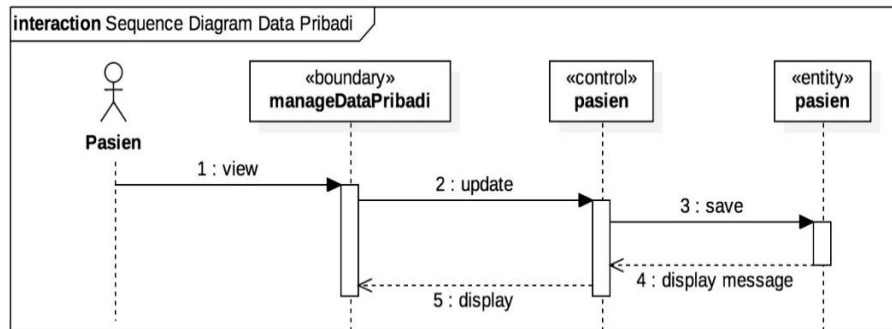 interaction Sequence Diagram Data Pribadi
Pasien
«boundary»
manageDataPribadi
«control»
pasien
«entity»
pasien
1 : view
2 : update
3 : save
4 : display message
5 : display